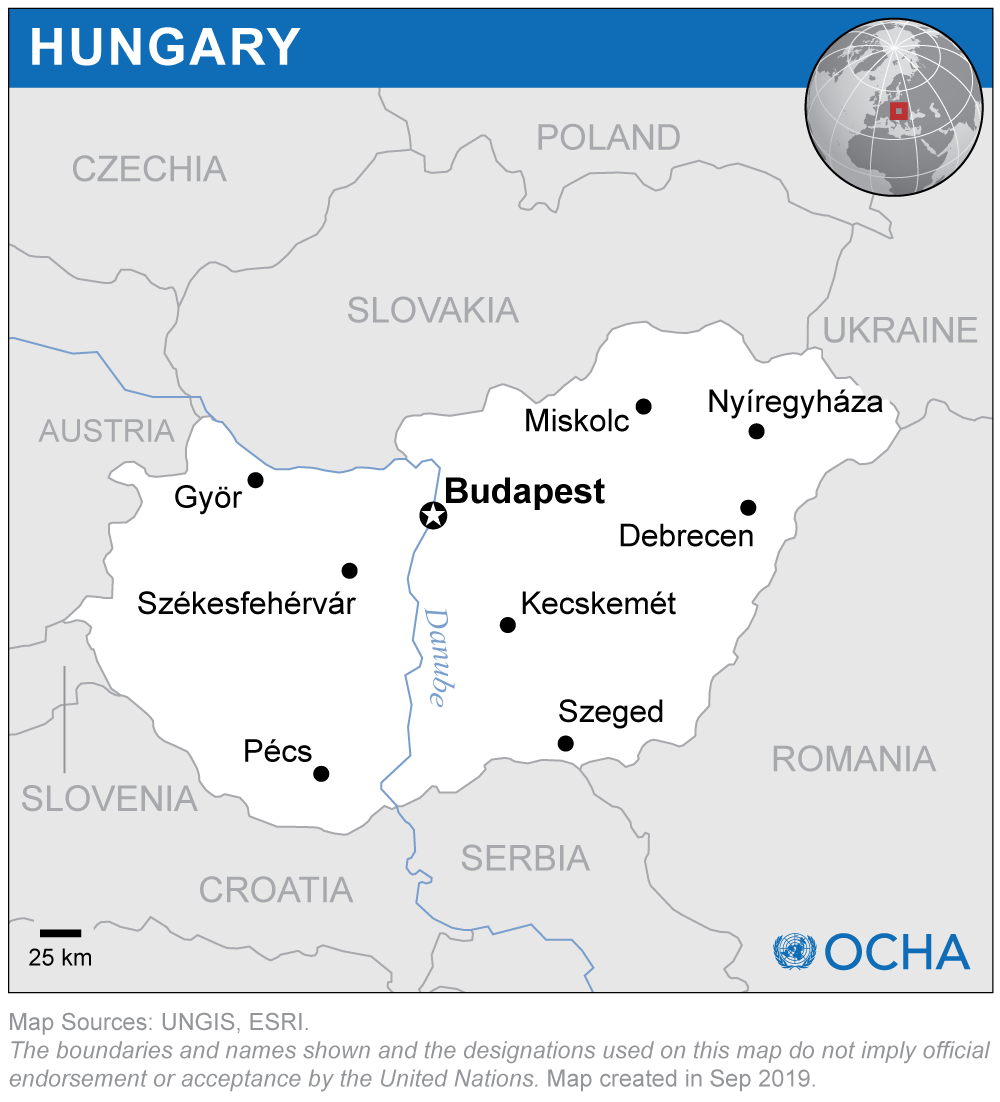 HUNGARY
POLAND
CZECHIA
SLOVAKIA
UKRAINE
Nyíregyháza
Miskolc
AUSTRIA
Budapest
Györ
Debrecen
Székesfehérvár
Kecskemét
Danube
Szeged
Pécs
ROMANIA
SLOVENIA
SERBIA
CROATIA
25 km
OCHA
Map Sources: UNGIS, ESRI.
The boundaries and names shown and the designations used on this map do not imply official
endorsement or acceptance by the United Nations. Map created in Sep 2019.